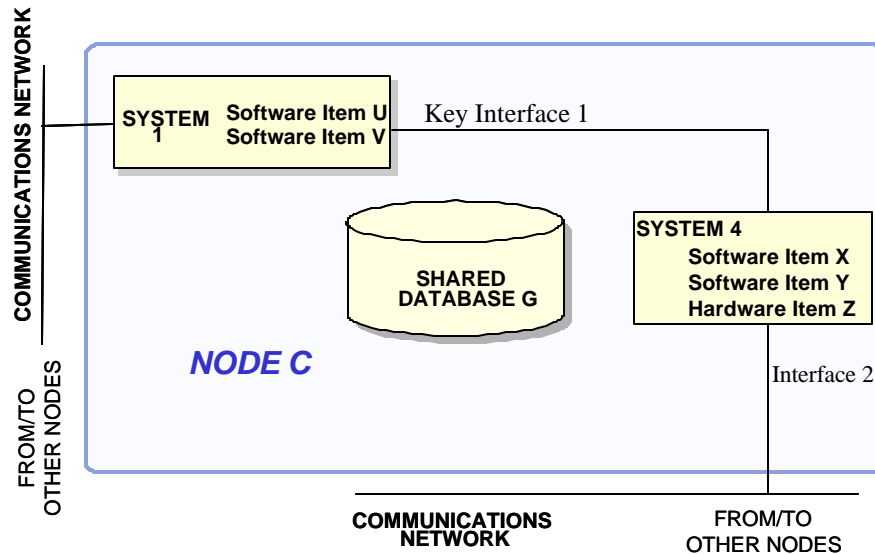 COMMUNICATIONS NETWORK
FROM/TO
OTHER NODES
SYSTEM
1
Software Item U
Software Item V
Key Interface 1
SHARED
DATABASE G
SYSTEM 4
Software Item X
Software Item Y
Hardware Item Z
NODE C
Interface 2
COMMUNICATIONS
NETWORK
FROM/TO
OTHER NODES